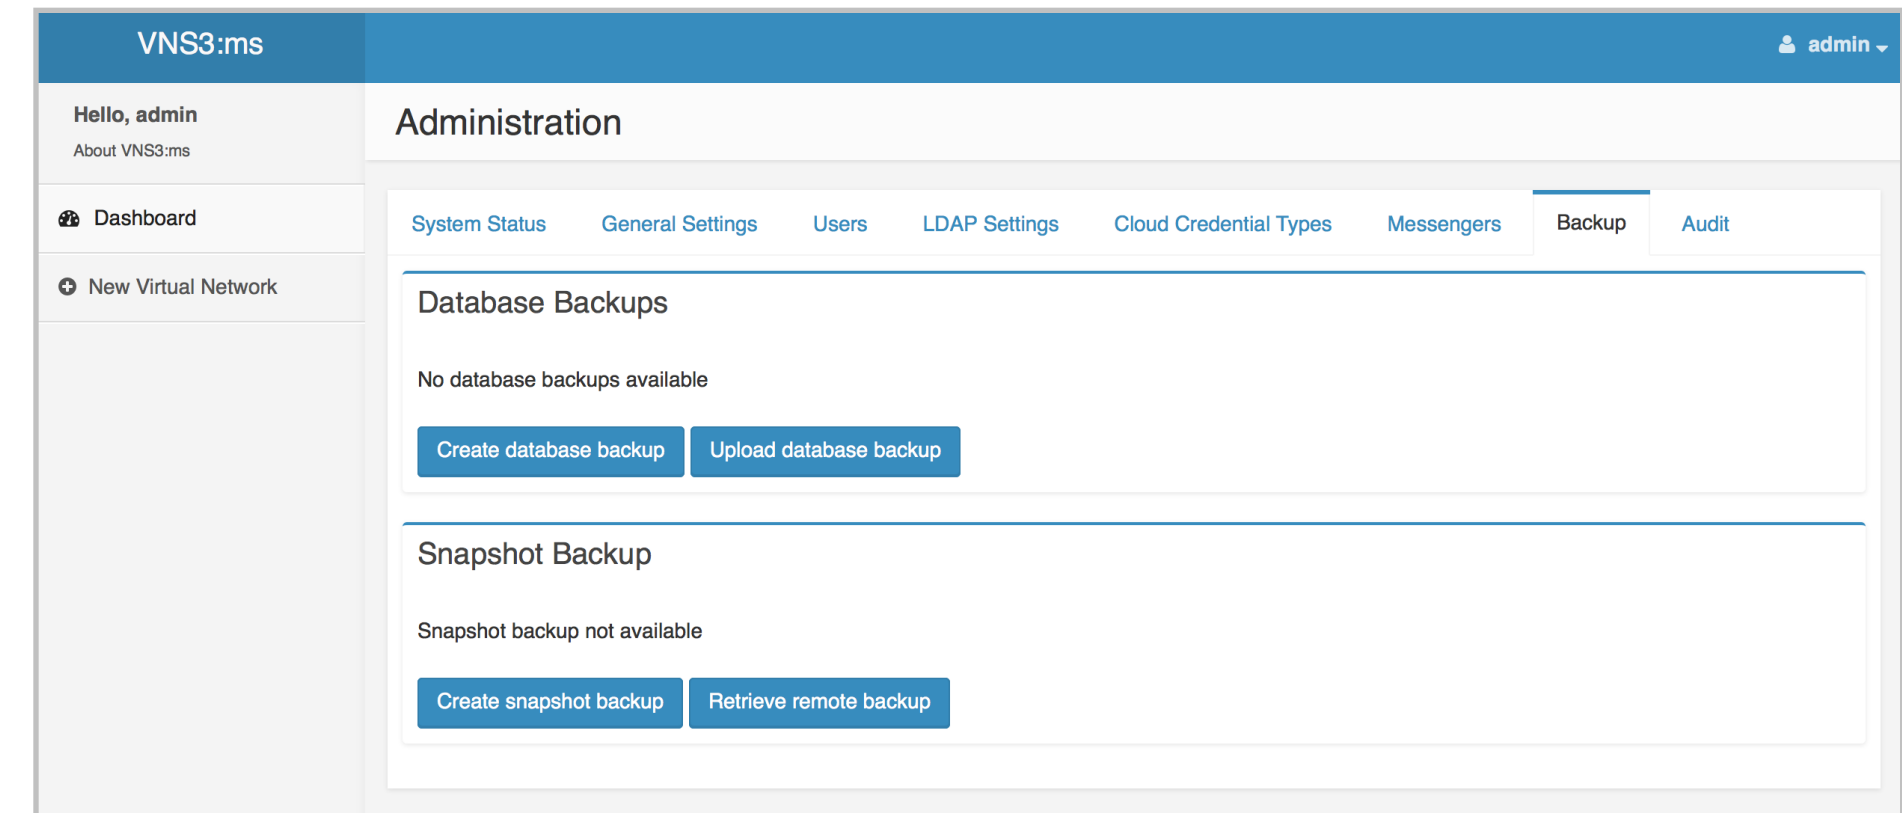 VNS3:ms
admin
Hello, admin
About VNS3:ms
Dashboard
New Virtual Network
Administration
System Status General Settings Users LDAP Settings Cloud Credential Types Messengers Backup Audit
Database Backups
No database backups available
Create database backup Upload database backup
Snapshot Backup
Snapshot backup not available
Create snapshot backup Retrieve remote backup